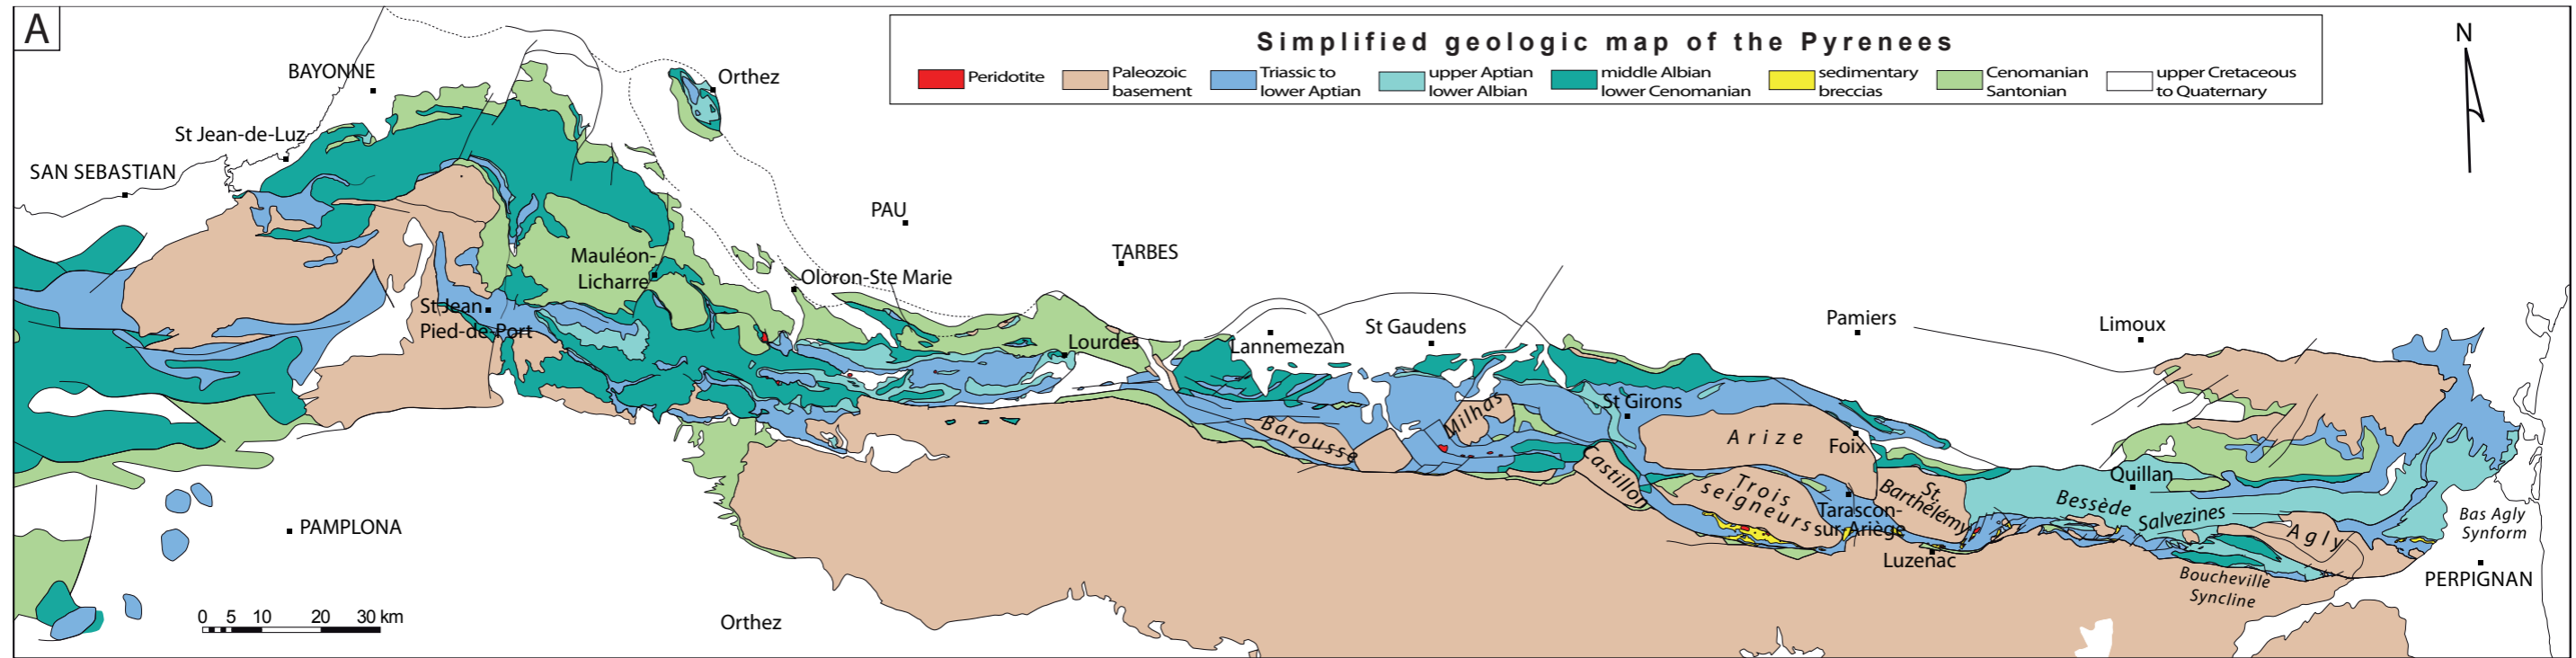 A
Simplified geologic map of the Pyrenees
N
Peridotite
Paleozoic
basement
Triassic to
lower Aptian
upper Aptian
lower Albian
middle Albian
lower Cenomanian
sedimentary
breccias
Cenomanian
Santonian
upper Cretaceous
to Quaternary
BAYONNE
Orthez
St Jean-de-Luz
SAN SEBASTIAN
PAU
Mauléon-
Licharre
TARBES
Oloron-Ste Marie
St Jean
Pied-de-Port
Lourdes
Lannemezan
St Gaudens
Pamiers
Limoux
St Girons
Milhas
Barousse
Arize
Foix
Castillon
Trois
seigneurs
Tarascon-
sur-Ariège
St
Barthélémy
Luzenac
Quillan
Bessède
Salvezines
Agly
Bas Agly
Synform
Boucheville
Syncline
PERPIGNAN
PAMPLONA
0 5 10 20 30 km
Orthez